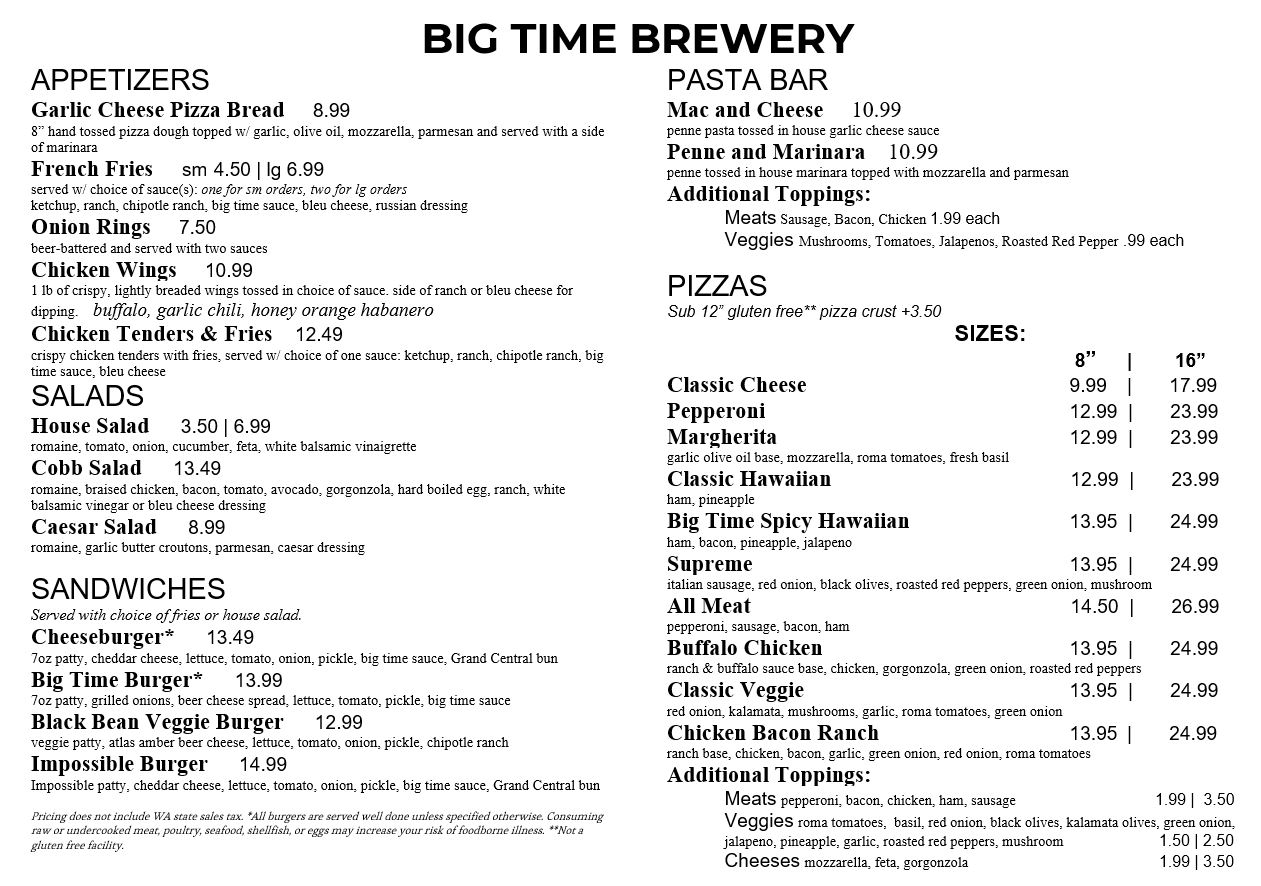 BIG TIME BREWERY
APPETIZERS
Garlic Cheese Pizza Bread 8.99
8” hand tossed pizza dough topped w/ garlic, olive oil, mozzarella, parmesan and served with a side
of marinara
French Fries sm 4.50 | lg 6.99
served w/ choice of sauce(s): one for sm orders, two for lg orders
ketchup, ranch, chipotle ranch, big time sauce, bleu cheese, russian dressing
Onion Rings 7.50
beer-battered and served with two sauces
Chicken Wings 10.99
1 lb of crispy, lightly breaded wings tossed in choice of sauce. side of ranch or bleu cheese for
dipping. buffalo, garlic chili, honey orange habanero
Chicken Tenders & Fries 12.49
crispy chicken tenders with fries, served w/ choice of one sauce: ketchup, ranch, chipotle ranch, big
time sauce, bleu cheese
SALADS
House Salad 3.50 | 6.99
romaine, tomato, onion, cucumber, feta, white balsamic vinaigrette
Cobb Salad 13.49
romaine, braised chicken, bacon, tomato, avocado, gorgonzola, hard boiled egg, ranch, white
balsamic vinegar or bleu cheese dressing
Caesar Salad 8.99
romaine, garlic butter croutons, parmesan, caesar dressing
SANDWICHES
Served with choice of fries or house salad.
Cheeseburger* 13.49
7oz patty, cheddar cheese, lettuce, tomato, onion, pickle, big time sauce, Grand Central bun
Big Time Burger* 13.99
7oz patty, grilled onions, beer cheese spread, lettuce, tomato, pickle, big time sauce
Black Bean Veggie Burger 12.99
veggie patty, atlas amber beer cheese, lettuce, tomato, onion, pickle, chipotle ranch
Impossible Burger 14.99
Impossible patty, cheddar cheese, lettuce, tomato, onion, pickle, big time sauce, Grand Central bun
Pricing does not include WA state sales tax. *All burgers are served well done unless specified otherwise. Consuming
raw or undercooked meat, poultry, seafood, shellfish, or eggs may increase your risk of foodborne illness. **Not a
gluten free facility.
PASTA BAR
Mac and Cheese 10.99
penne pasta tossed in house garlic cheese sauce
Penne and Marinara 10.99
penne tossed in house marinara topped with mozzarella and parmesan
Additional Toppings:
Meats Sausage, Bacon, Chicken 1.99 each
Veggies Mushrooms, Tomatoes, Jalapenos, Roasted Red Pepper .99 each
PIZZAS
Sub 12” gluten free** pizza crust +3.50
SIZES:
8” | 16”
Classic Cheese 9.99 | 17.99
Pepperoni 12.99 | 23.99
Margherita 12.99 | 23.99
garlic olive oil base, mozzarella, roma tomatoes, fresh basil
Classic Hawaiian 12.99 | 23.99
ham, pineapple
Big Time Spicy Hawaiian 13.95 | 24.99
ham, bacon, pineapple, jalapeno
Supreme 13.95 | 24.99
italian sausage, red onion, black olives, roasted red peppers, green onion, mushroom
All Meat 14.50 | 26.99
pepperoni, sausage, bacon, ham
Buffalo Chicken 13.95 | 24.99
ranch & buffalo sauce base, chicken, gorgonzola, green onion, roasted red peppers
Classic Veggie 13.95 | 24.99
red onion, kalamata, mushrooms, garlic, roma tomatoes, green onion
Chicken Bacon Ranch 13.95 | 24.99
ranch base, chicken, bacon, garlic, green onion, red onion, roma tomatoes
Additional Toppings:
Meats pepperoni, bacon, chicken, ham, sausage 1.99 | 3.50
Veggies roma tomatoes, basil, red onion, black olives, kalamata olives, green onion,
jalapeno, pineapple, garlic, roasted red peppers, mushroom 1.50 | 2.50
Cheeses mozzarella, feta, gorgonzola 1.99 | 3.50